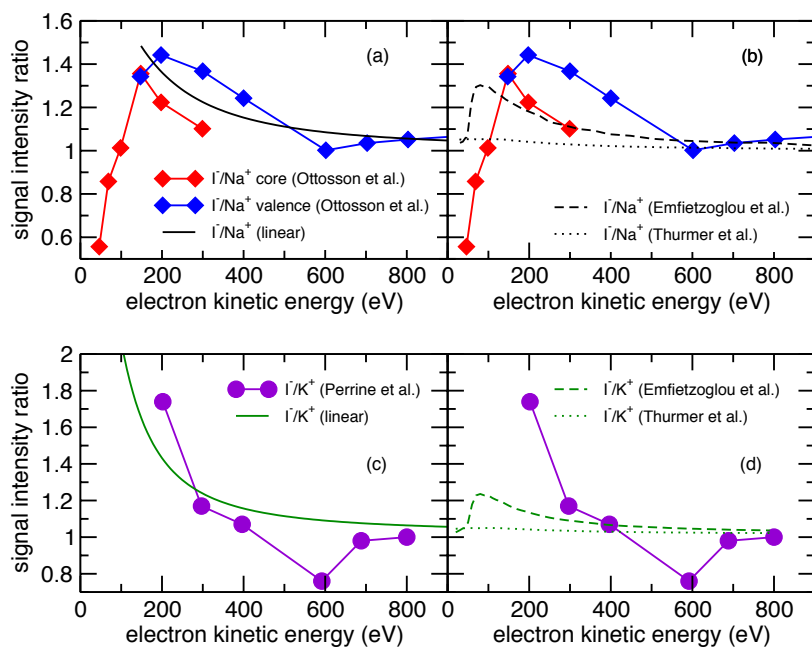 1.6
1.4
1.2
1
0.8
0.6
signal intensity ratio
(a)
I⁻/Na⁺ core (Ottosson et al.)
I⁻/Na⁺ valence (Ottosson et al.)
I⁻/Na⁺ (linear)
0 200 400 600 800
electron kinetic energy (eV)
(b)
I⁻/Na⁺ (Emfietzoglou et al.)
I⁻/Na⁺ (Thurmer et al.)
0 200 400 600 800
electron kinetic energy (eV)
2
1.8
1.6
1.4
1.2
1
0.8
signal intensity ratio
I⁻/K⁺ (Perrine et al.)
I⁻/K⁺ (linear)
(c)
0 200 400 600 800
electron kinetic energy (eV)
I⁻/K⁺ (Emfietzoglou et al.)
I⁻/K⁺ (Thurmer et al.)
(d)
0 200 400 600 800
electron kinetic energy (eV)